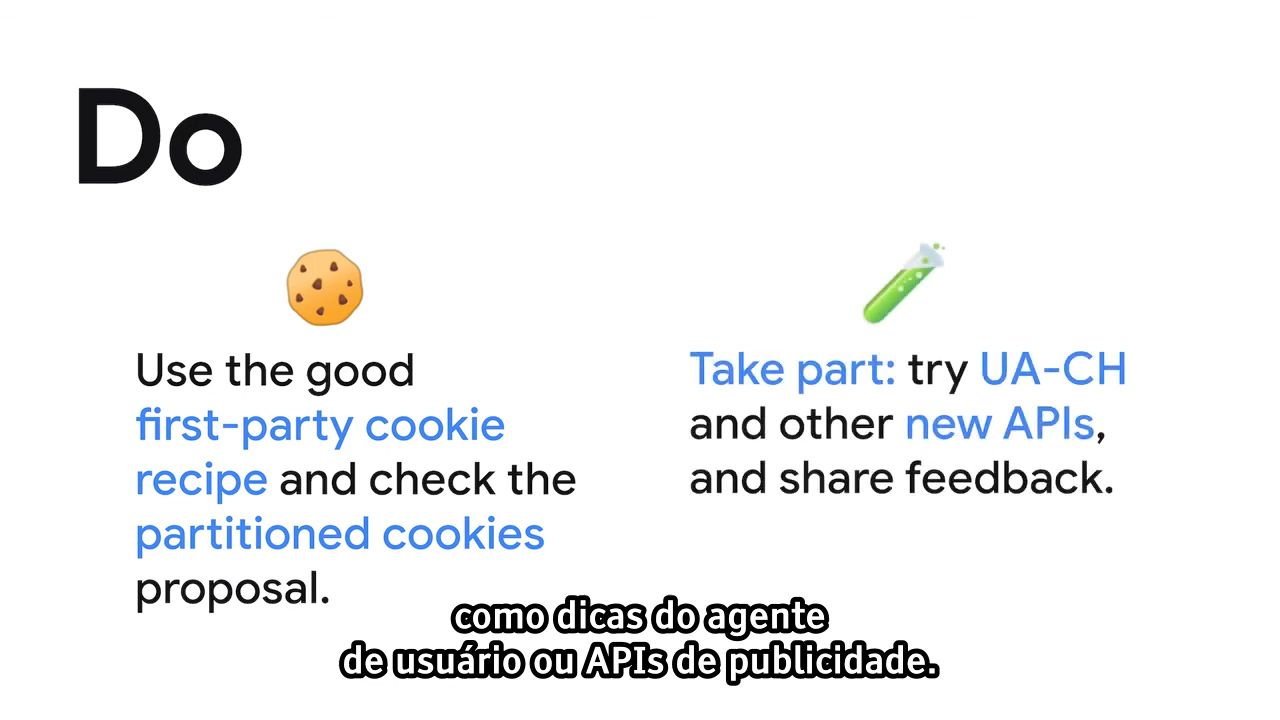 Do
Use the good
first-party cookie
recipe and check the
partitioned cookies
proposal.
Take part: try UA-CH
and other new APIs,
and share feedback.
como dicas do agente
de usuário ou APIs de publicidade.